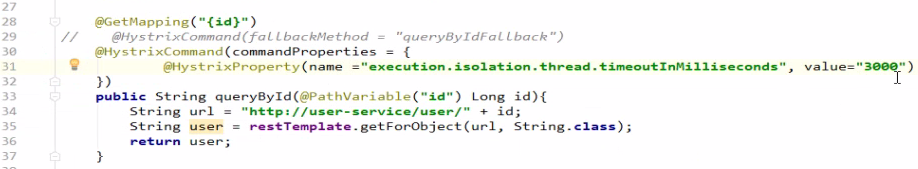 27
28 @GetMapping("{id}")
29 // @HystrixCommand(fallbackMethod = "queryByIdFallback")
30 @HystrixCommand(commandProperties = {
31 @HystrixProperty(name ="execution.isolation.thread.timeoutInMilliseconds", value="3000")
32 })
33 public String queryById(@PathVariable("id") Long id){
34 String url = "http://user-service/user/" + id;
35 String user = restTemplate.getForObject(url, String.class);
36 return user;
37 }